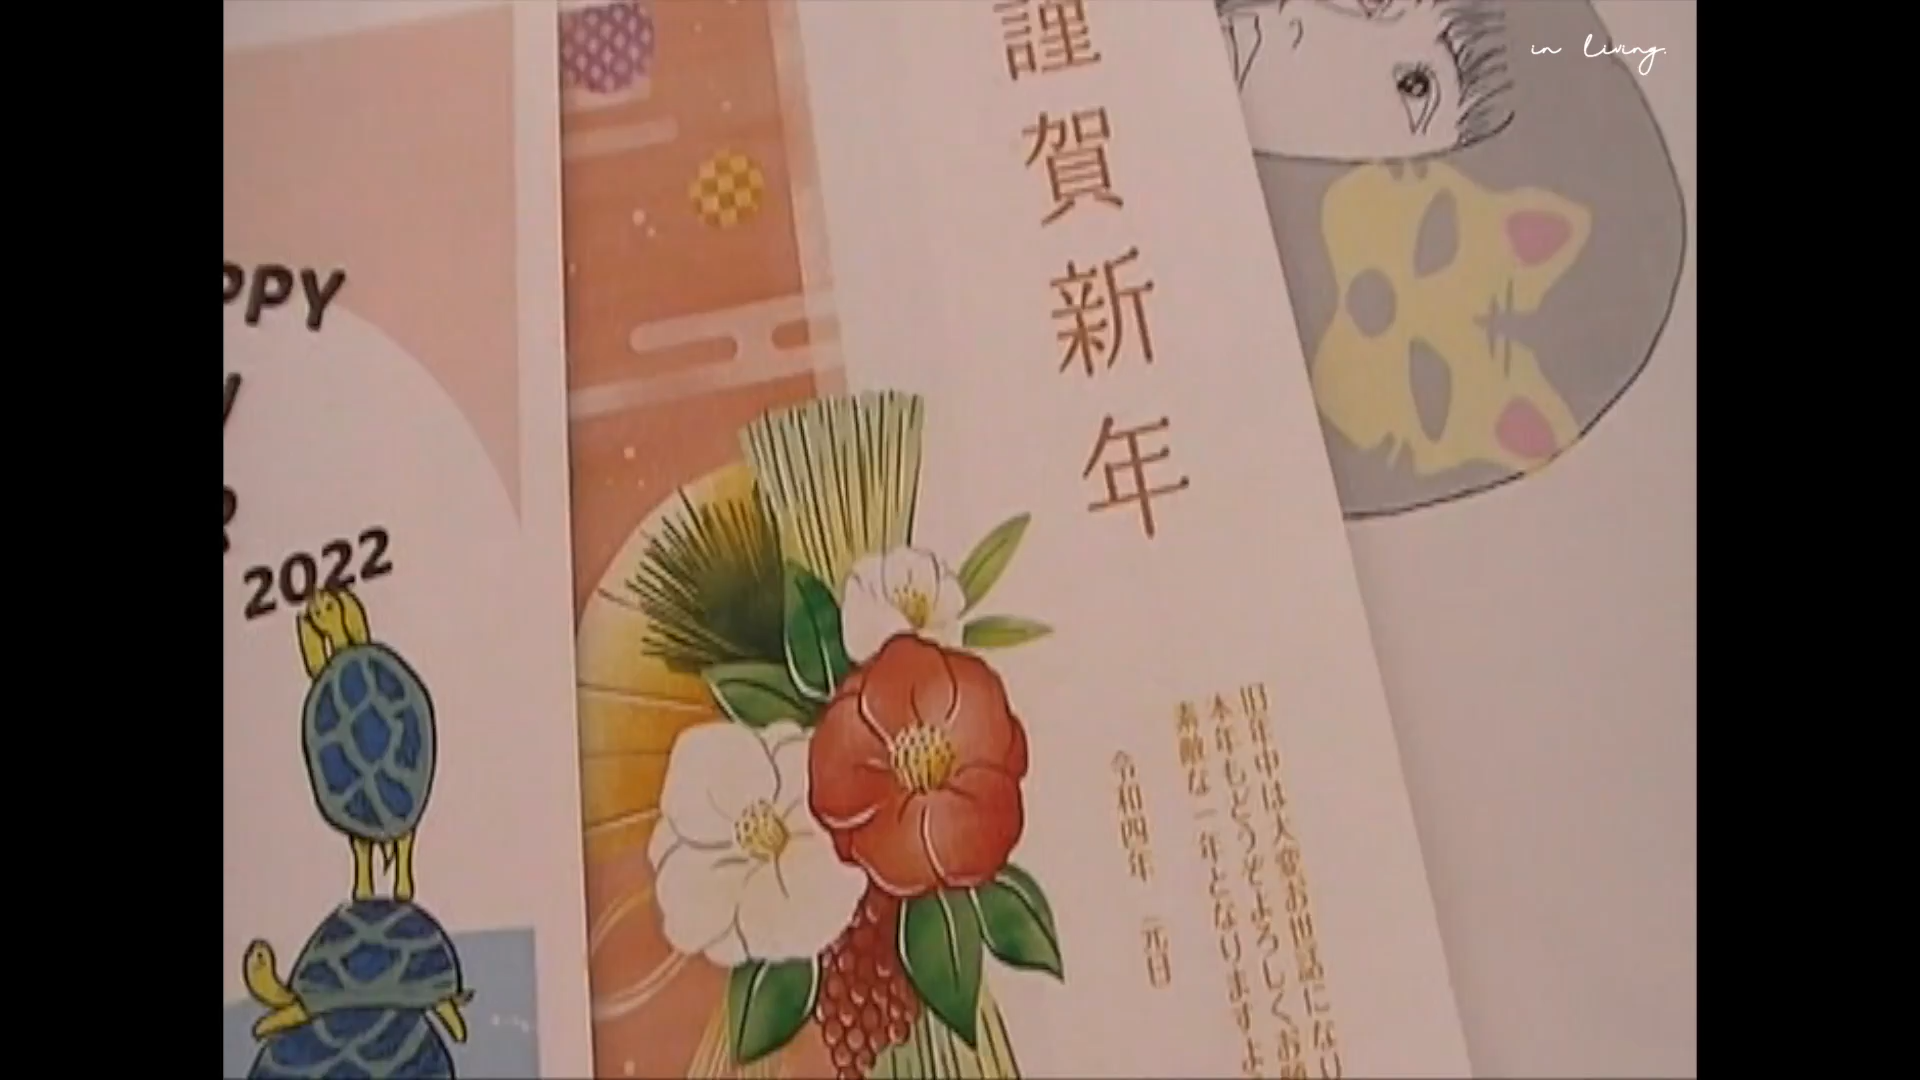 in living.
PPY
2022
謹賀新年
旧年中は大変お世話になり
本年もどうぞよろしくお願
素敵な一年となりますよ
令和四年 元日